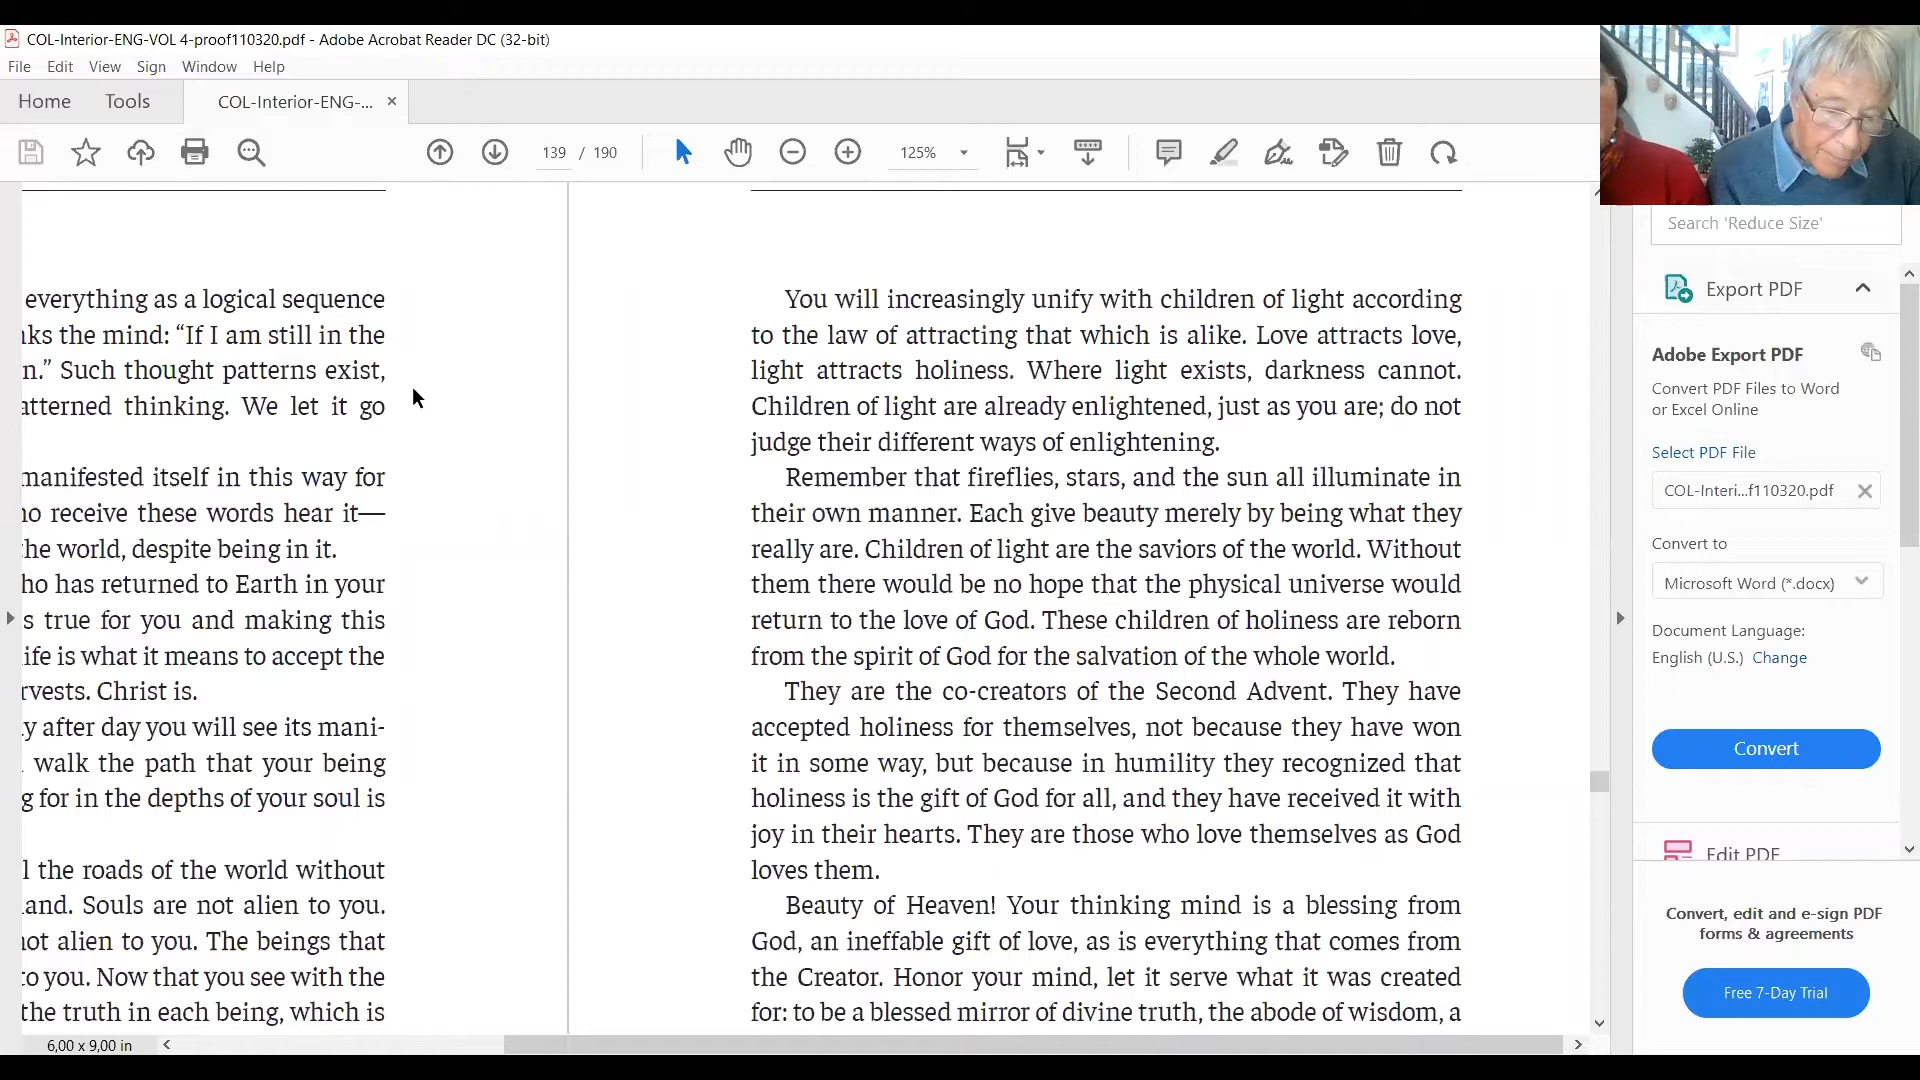 COL-Interior-ENG-VOL 4-proof110320.pdf - Adobe Acrobat Reader DC (32-bit)
File Edit View Sign Window Help
Home Tools COL-Interior-ENG-... ×
139 / 190 125%
everything as a logical sequence
the mind: “If I am still in the
Such thought patterns exist,
thinking. We let it go
manifested itself in this way for
receive these words hear it—
the world, despite being in it.
has returned to Earth in your
true for you and making this
is what it means to accept the
Christ is.
after day you will see its mani-
walk the path that your being
for in the depths of your soul is
the roads of the world without
Souls are not alien to you.
alien to you. The beings that
to you. Now that you see with the
the truth in each being, which is
You will increasingly unify with children of light according
to the law of attracting that which is alike. Love attracts love,
light attracts holiness. Where light exists, darkness cannot.
Children of light are already enlightened, just as you are; do not
judge their different ways of enlightening.
Remember that fireflies, stars, and the sun all illuminate in
their own manner. Each give beauty merely by being what they
really are. Children of light are the saviors of the world. Without
them there would be no hope that the physical universe would
return to the love of God. These children of holiness are reborn
from the spirit of God for the salvation of the whole world.
They are the co-creators of the Second Advent. They have
accepted holiness for themselves, not because they have won
it in some way, but because in humility they recognized that
holiness is the gift of God for all, and they have received it with
joy in their hearts. They are those who love themselves as God
loves them.
Beauty of Heaven! Your thinking mind is a blessing from
God, an ineffable gift of love, as is everything that comes from
the Creator. Honor your mind, let it serve what it was created
for: to be a blessed mirror of divine truth, the abode of wisdom, a
6,00 x 9,00 in
Search 'Reduce Size'
Export PDF
Adobe Export PDF
Convert PDF Files to Word
or Excel Online
Select PDF File
COL-Interi...f110320.pdf
Convert to
Microsoft Word (*.docx)
Document Language:
English (U.S.) Change
Convert
Edit PDF
Convert, edit and e-sign PDF
forms & agreements
Free 7-Day Trial